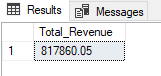 Results Messages
Total_Revenue
1 817860.05